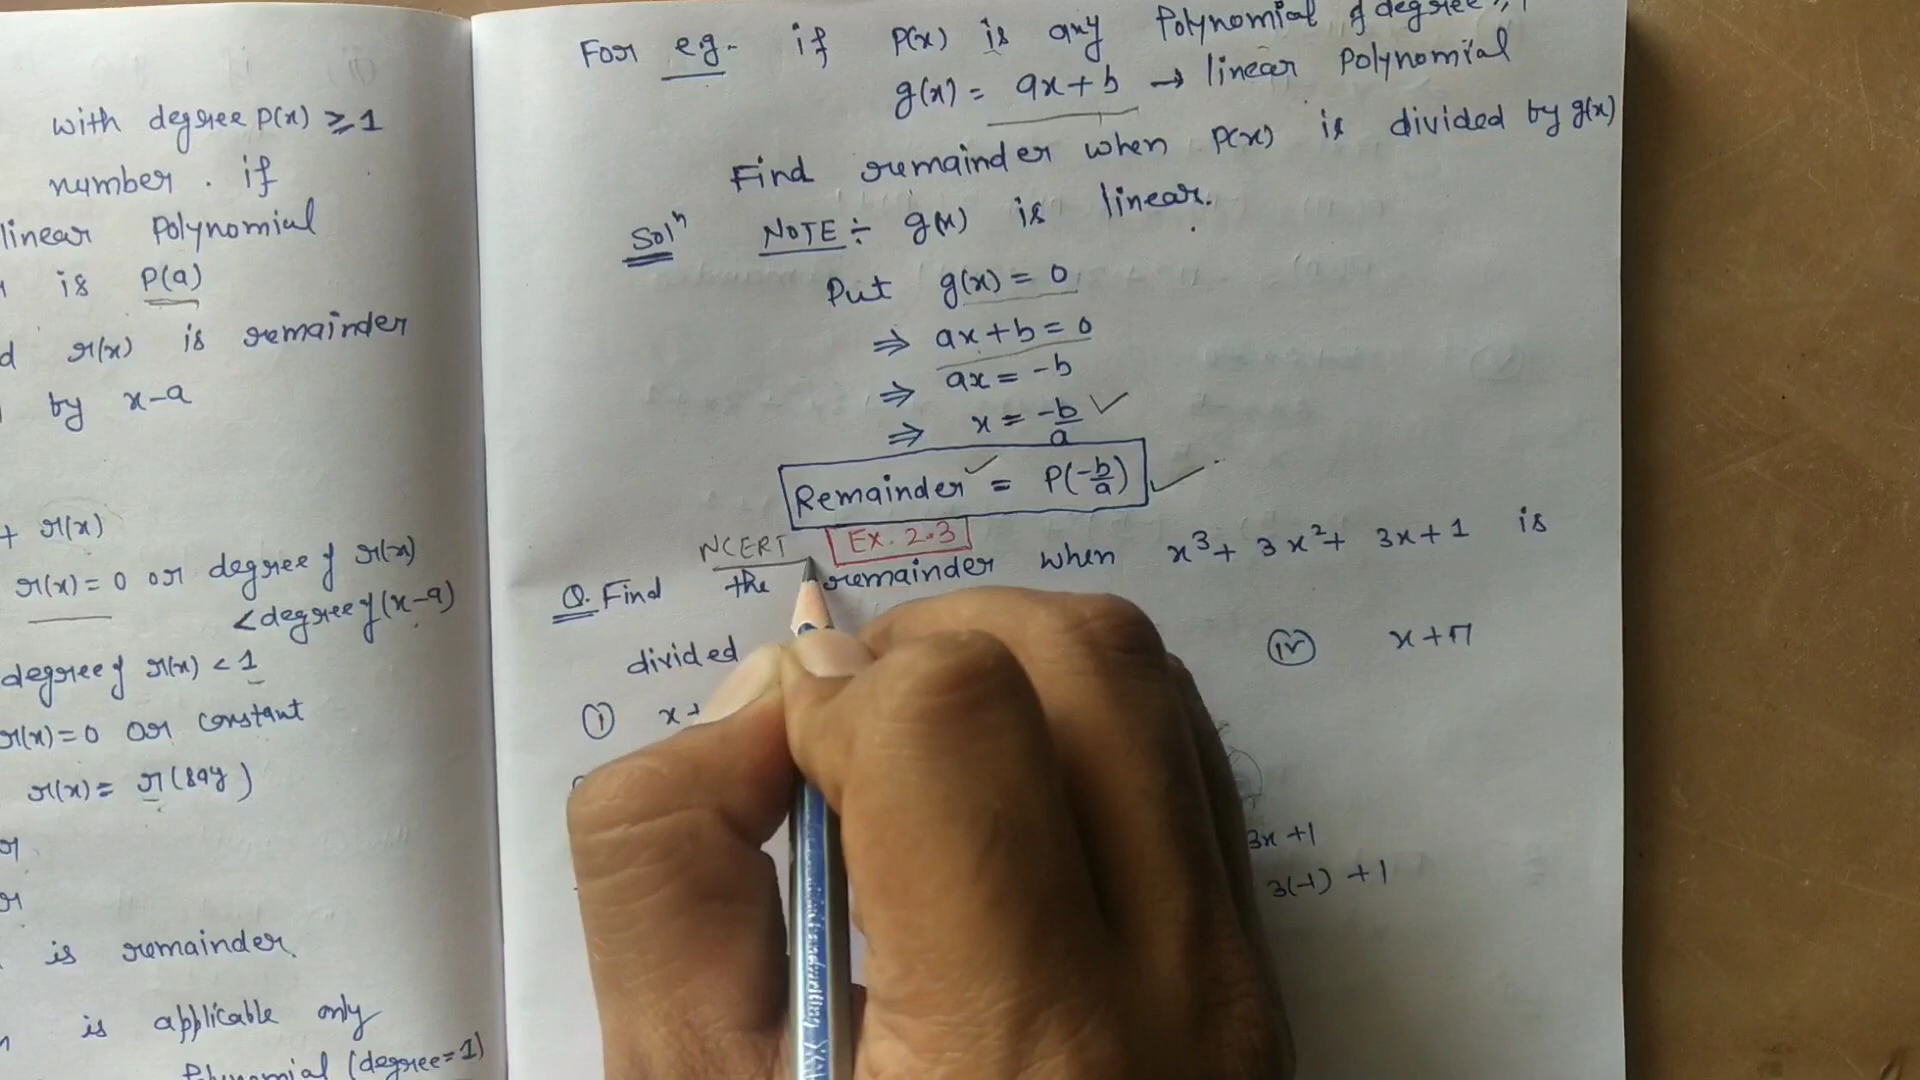 with degree P(x) ⩾ 1
number . if
linear Polynomial
is P(a)
r(x) is remainder
by x-a
+ r(x)
r(x) = 0 or degree of r(x)
< degree of (x-a)
degree of r(x) < 1
r(x) = 0 or constant
r(x) = r (say)
is remainder.
is applicable only
Polynomial (degree=1)
For e.g. if P(x) is any Polynomial of degree ⩾ 1
g(x) = ax+b → linear Polynomial
Find remainder when P(x) is divided by g(x)
Solⁿ NOTE ÷ g(x) is linear.
Put g(x) = 0
⇒ ax+b = 0
⇒ ax = -b
⇒ x = -b/a ✓
Remainder ✓ = P(-b/a) ✓
NCERT Ex. 2.3
Q. Find the remainder when x³ + 3x² + 3x + 1 is
divided
(i) x+
(iv) x+π
3x +1
3(-1) +1